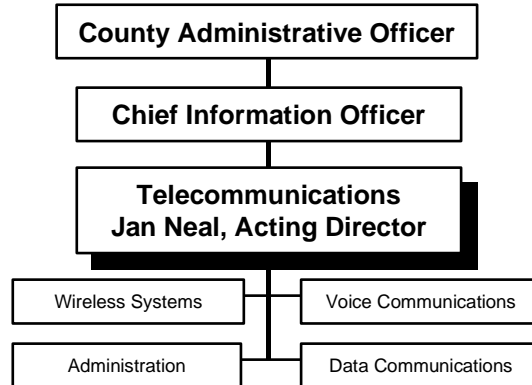 County Administrative Officer
Chief Information Officer
Telecommunications
Jan Neal, Acting Director
Wireless Systems
Voice Communications
Administration
Data Communications